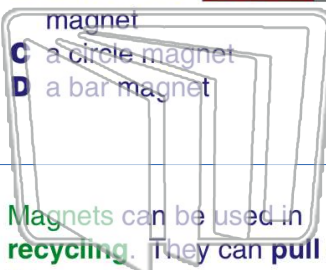 magnet
C a circle magnet
D a bar magnet
Magnets can be used in
recycling. They can pull